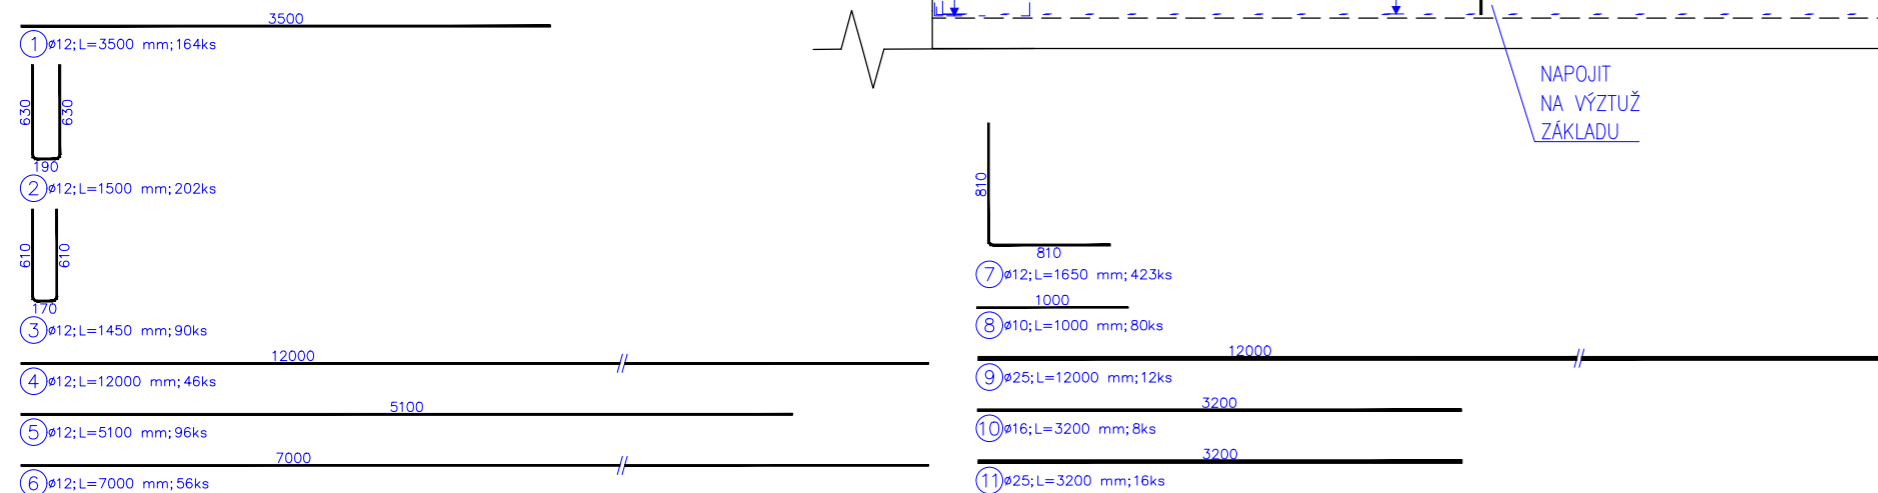 3500
1 ø12;L=3500 mm;164ks
630
630
190
2 ø12;L=1500 mm;202ks
610
610
170
3 ø12;L=1450 mm;90ks
12000
4 ø12;L=12000 mm;46ks
5100
5 ø12;L=5100 mm;96ks
7000
6 ø12;L=7000 mm;56ks
NAPOJIT
NA VÝZTUŽ
ZÁKLADU
810
810
7 ø12;L=1650 mm;423ks
1000
8 ø10;L=1000 mm;80ks
12000
9 ø25;L=12000 mm;12ks
3200
10 ø16;L=3200 mm;8ks
3200
11 ø25;L=3200 mm;16ks